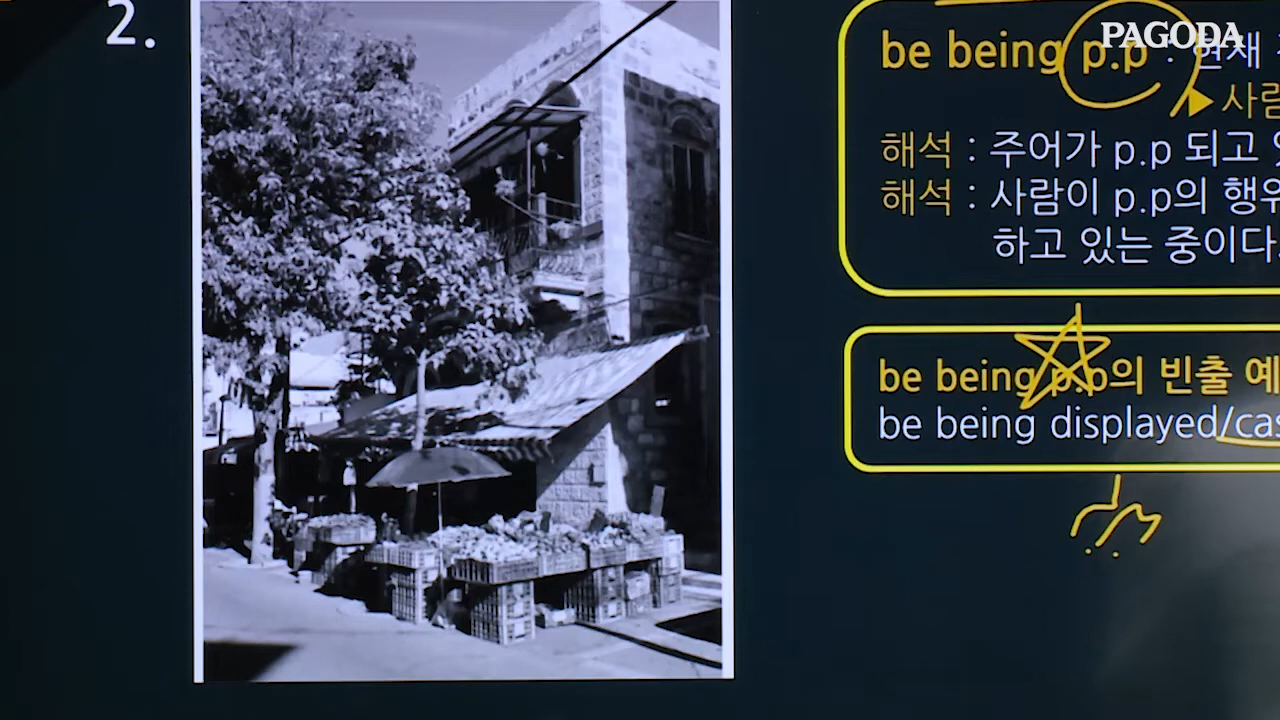 2.
PAGODA
be being p.p : 현재
▶사람
해석 : 주어가 p.p 되고
해석 : 사람이 p.p의 행위
하고 있는 중이다.
be being p.p의 빈출 예
be being displayed/cas